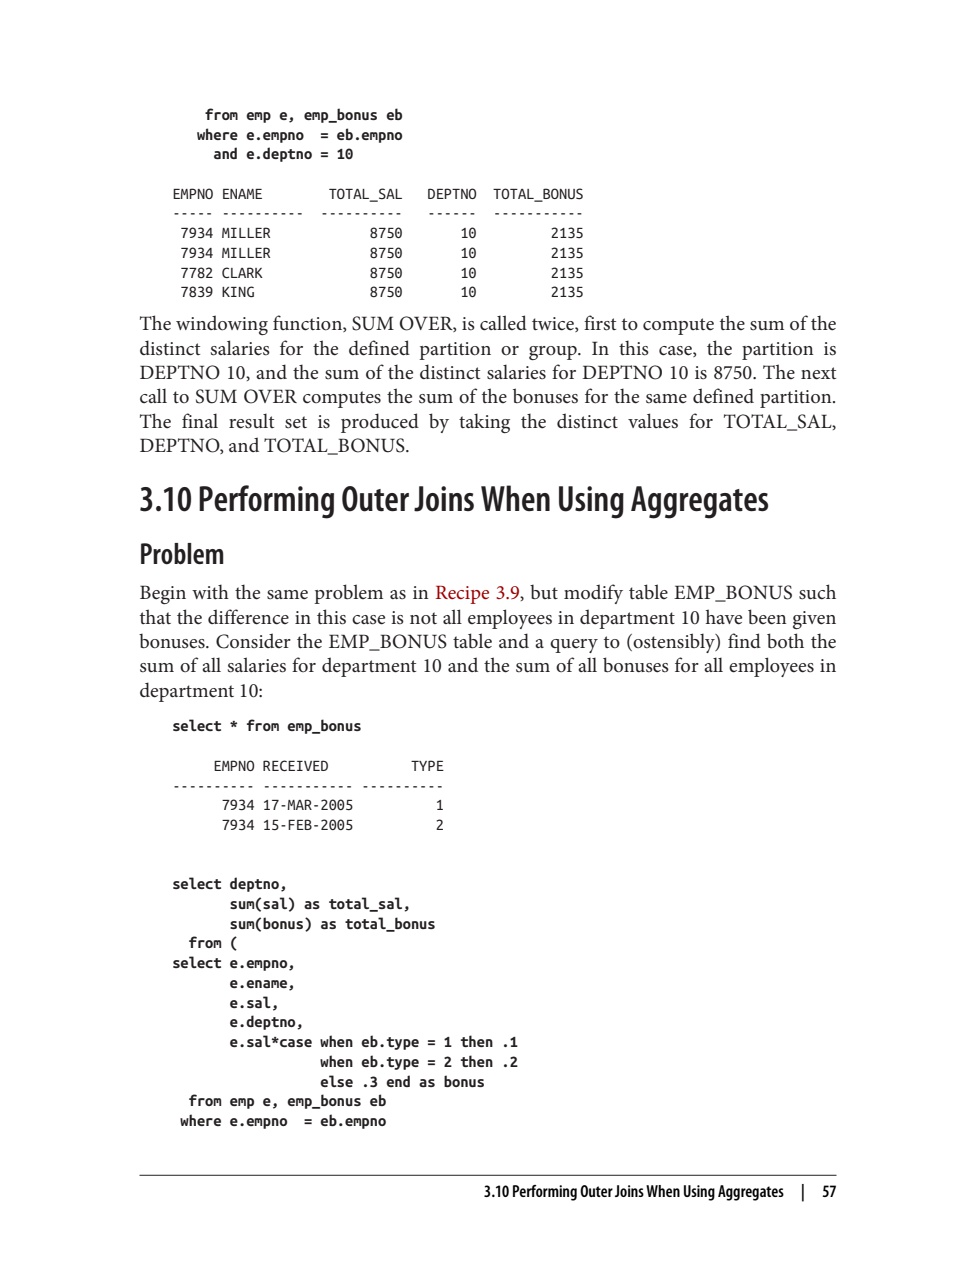 from emp e, emp_bonus eb
where e.empno  = eb.empno
and e.deptno = 10
EMPNO ENAME        TOTAL_SAL   DEPTNO  TOTAL_BONUS
----- ----------  ----------   ------  -----------
7934 MILLER            8750       10         2135
7934 MILLER            8750       10         2135
7782 CLARK             8750       10         2135
7839 KING              8750       10         2135
The windowing function, SUM OVER, is called twice, first to compute the sum of the
distinct salaries for the defined partition or group. In this case, the partition is
DEPTNO 10, and the sum of the distinct salaries for DEPTNO 10 is 8750. The next
call to SUM OVER computes the sum of the bonuses for the same defined partition.
The final result set is produced by taking the distinct values for TOTAL_SAL,
DEPTNO, and TOTAL_BONUS.
3.10 Performing Outer Joins When Using Aggregates
Problem
Begin with the same problem as in Recipe 3.9, but modify table EMP_BONUS such
that the difference in this case is not all employees in department 10 have been given
bonuses. Consider the EMP_BONUS table and a query to (ostensibly) find both the
sum of all salaries for department 10 and the sum of all bonuses for all employees in
department 10:
select * from emp_bonus
EMPNO RECEIVED          TYPE
---------- ----------- ----------
7934 17-MAR-2005          1
7934 15-FEB-2005          2
select deptno,
sum(sal) as total_sal,
sum(bonus) as total_bonus
from (
select e.empno,
e.ename,
e.sal,
e.deptno,
e.sal*case when eb.type = 1 then .1
when eb.type = 2 then .2
else .3 end as bonus
from emp e, emp_bonus eb
where e.empno  = eb.empno
3.10 Performing Outer Joins When Using Aggregates | 57